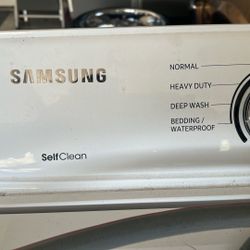 SAMSUNG
NORMAL
HEAVY DUTY
DEEP WASH
BEDDING /
WATERPROOF
SelfClean